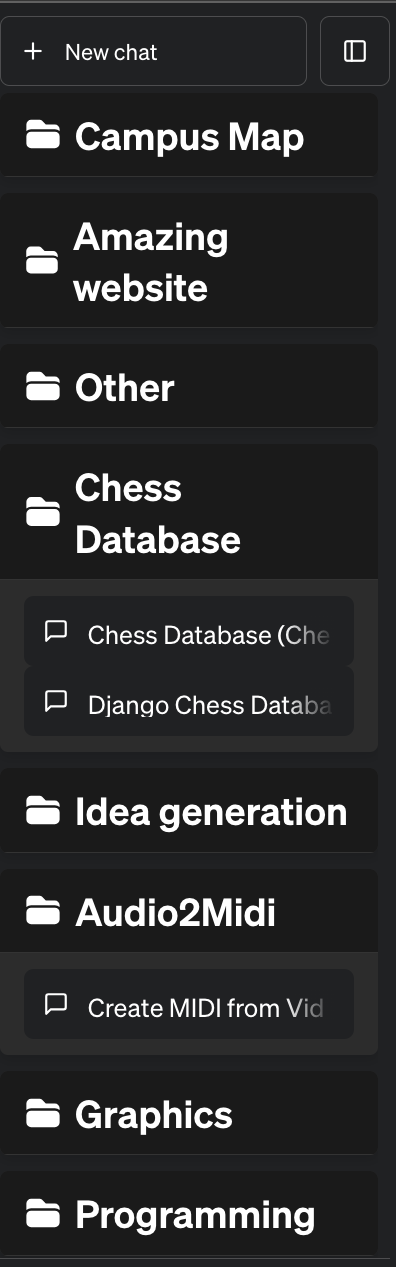 New chat
Campus Map
Amazing
website
Other
Chess
Database
Chess Database (Che
Django Chess Databa
Idea generation
Audio2Midi
Create MIDI from Vid
Graphics
Programming